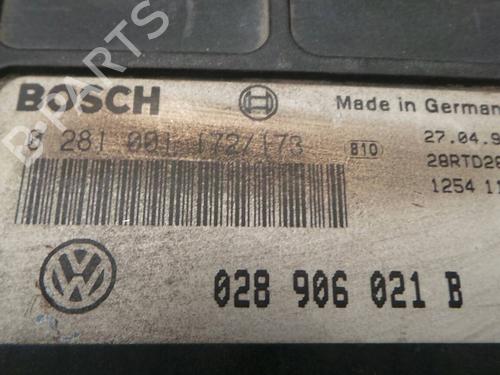 B-PARTS
BOSCH
Made in German
0 281 001 172/173
810
27.04.9
28RTD28
1254 11
028 906 021 B